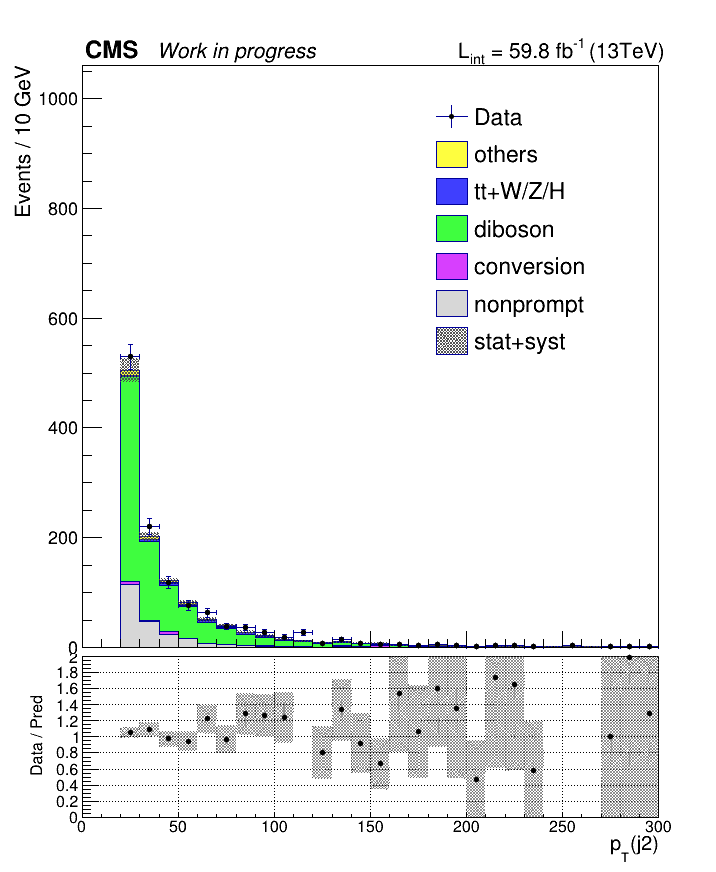 CMS Work in progress L_int = 59.8 fb⁻¹ (13TeV)
Events / 10 GeV
1000
800
600
400
200
0
Data
others
tt+W/Z/H
diboson
conversion
nonprompt
stat+syst
Data / Pred
2
1.8
1.6
1.4
1.2
1
0.8
0.6
0.4
0.2
0
0 50 100 150 200 250 300
p_T(j2)